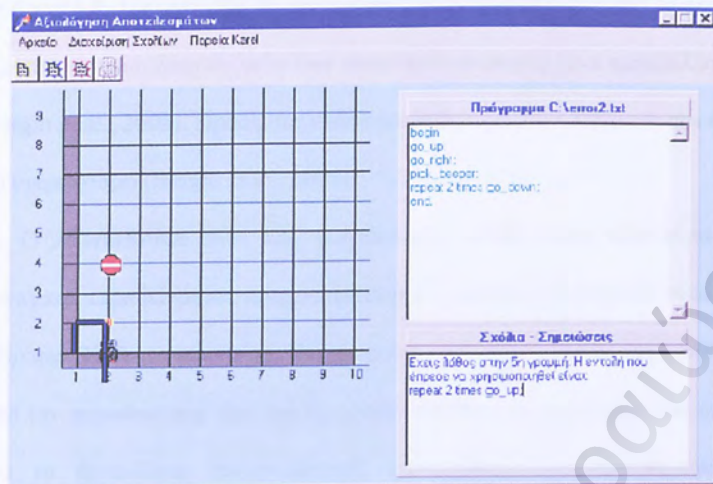 Αξιολόγηση Αποτελεσμάτων
Αρχείο Διαχείριση Σχολίων Πορεία Karel
9
8
7
6
5
4
3
2
1
1 2 3 4 5 6 7 8 9 10
Πρόγραμμα C:\error2.txt
begin
go_up;
go_right;
pick_beeper;
repeat 2 times go_down;
end.
Σχόλια - Σημειώσεις
Εχεις λάθος στην 5η γραμμή. Η εντολή που
έπρεπε να χρησιμοποιηθεί είναι:
repeat 2 times go_up;